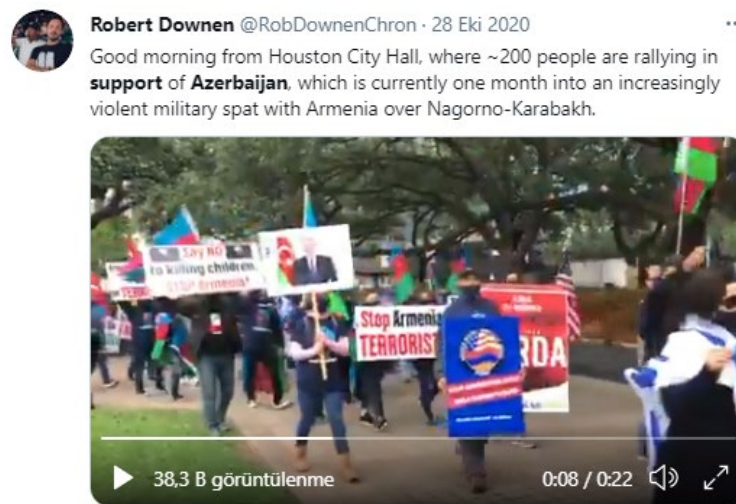 Robert Downen @RobDownenChron · 28 Eki 2020
Good morning from Houston City Hall, where ~200 people are rallying in
support of Azerbaijan, which is currently one month into an increasingly
violent military spat with Armenia over Nagorno-Karabakh.
Say NO
to killing children.
STOP Armenia!
Stop Armenia
TERRORIST
38,3 B görüntülenme
0:08 / 0:22